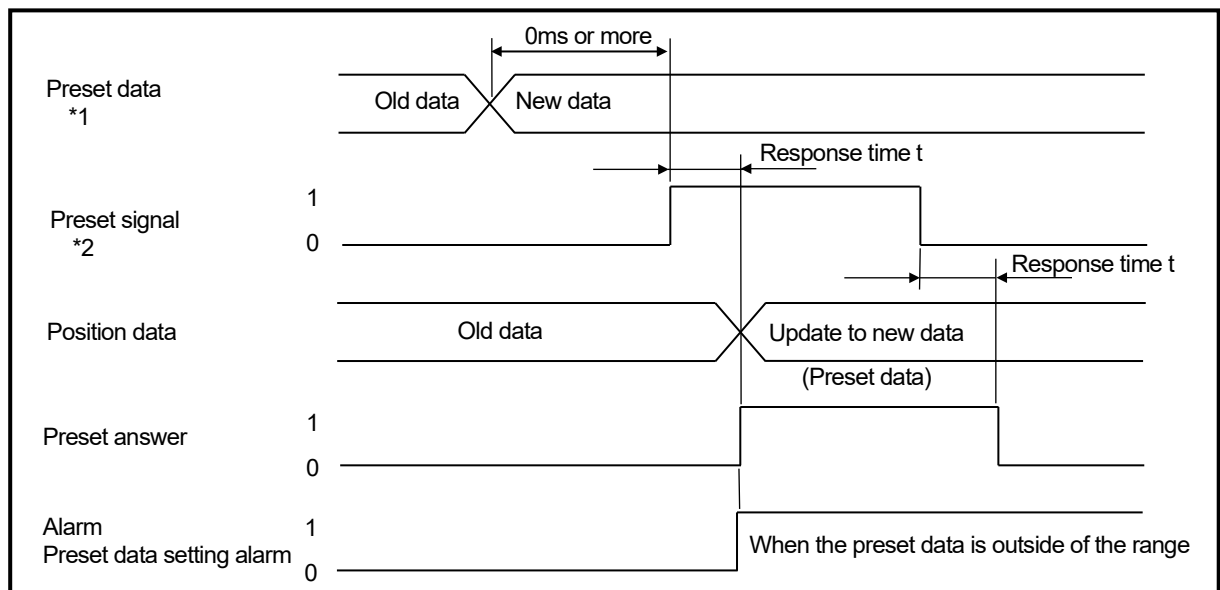 0ms or more
Preset data
*1
Old data
New data
Response time t
Preset signal
*2
1
0
Response time t
Position data
Old data
Update to new data
(Preset data)
Preset answer
1
0
Alarm
Preset data setting alarm
1
0
When the preset data is outside of the range